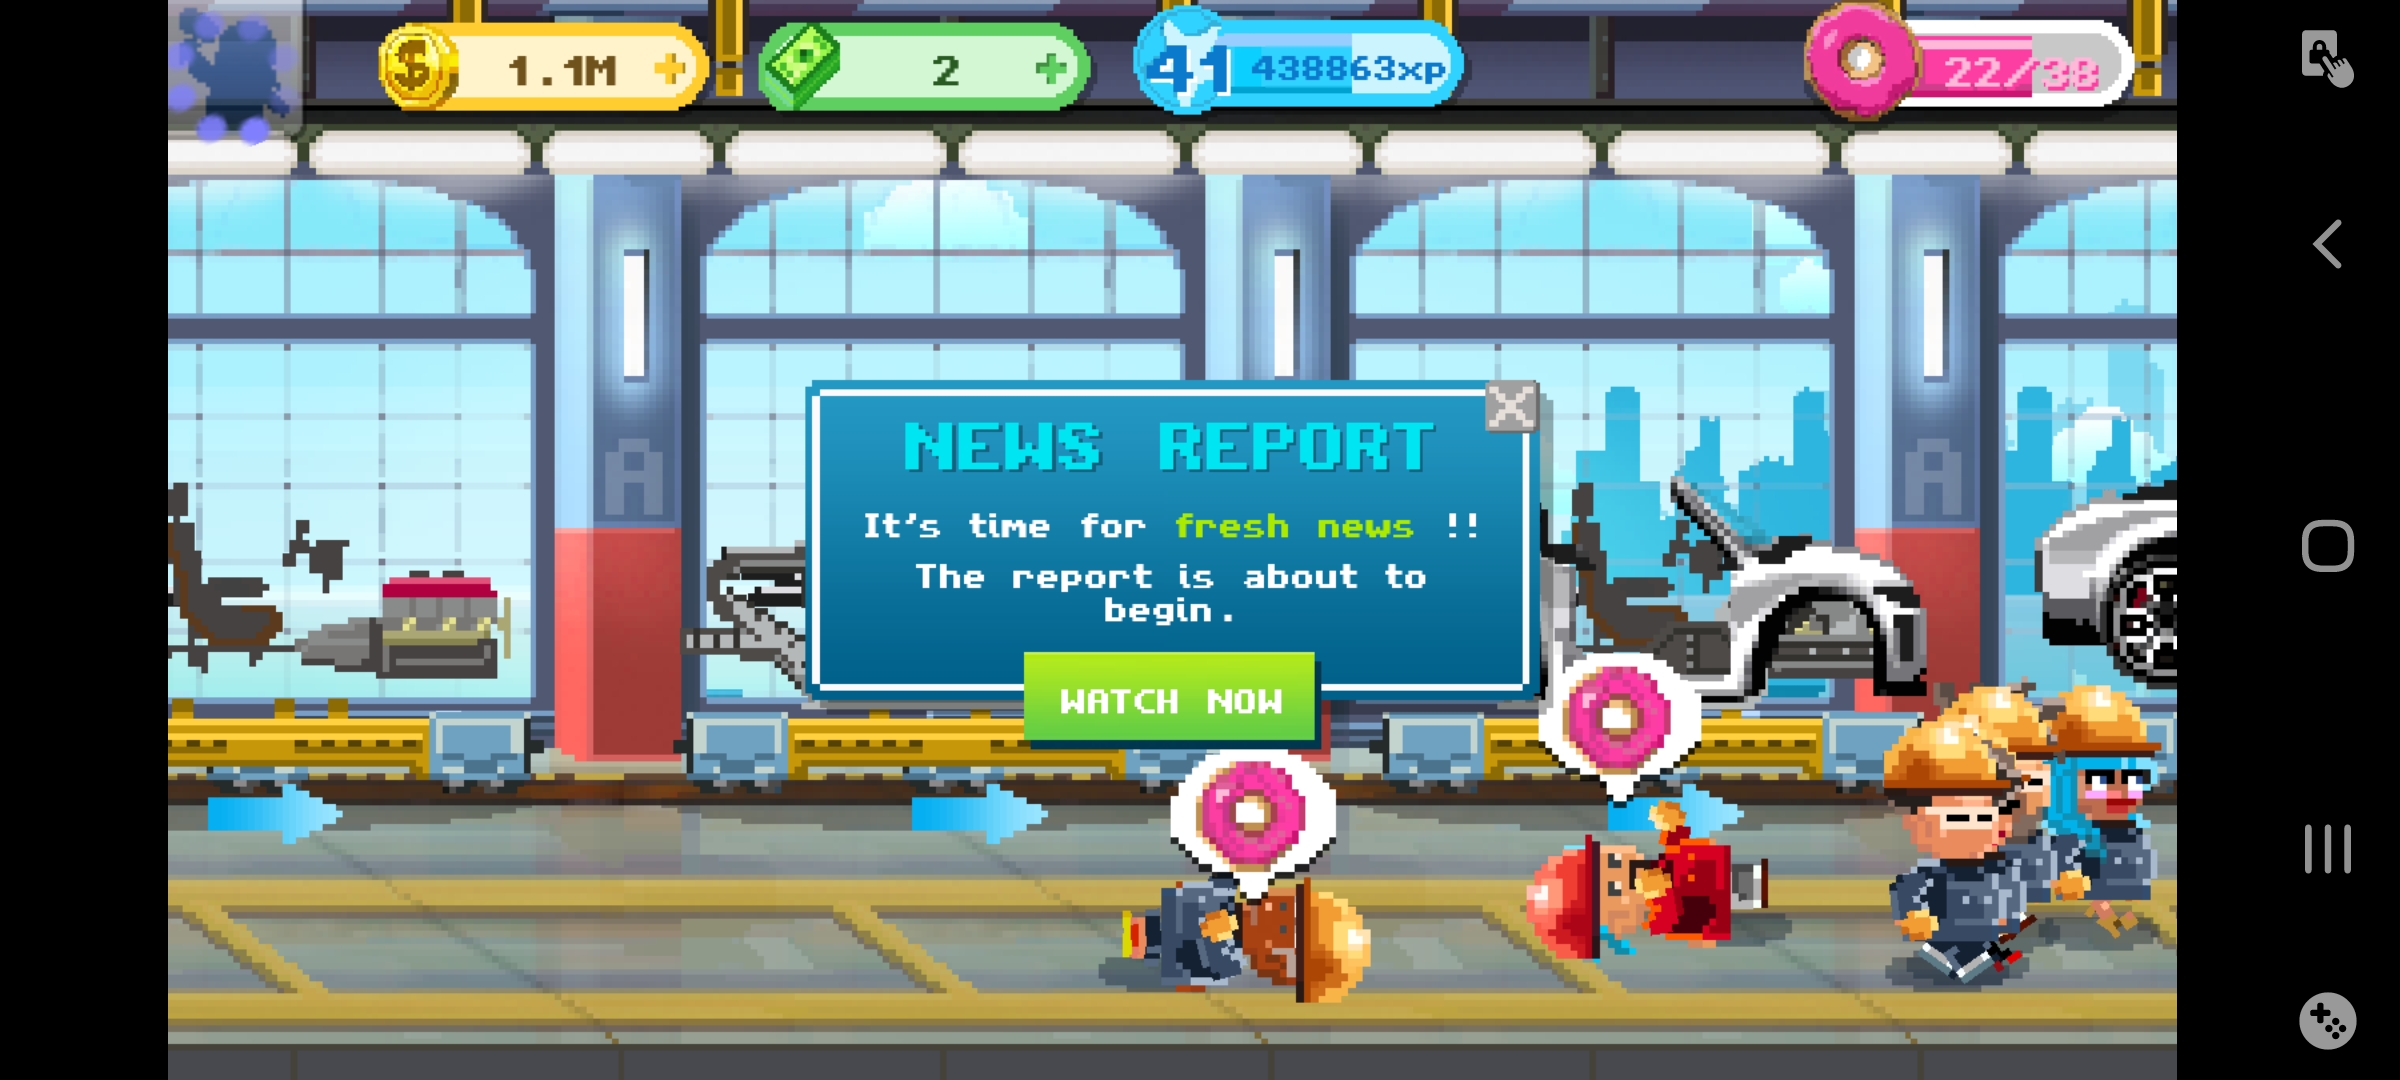 1.1M
2
41 438863xp
22/38
A
A
NEWS REPORT
It's time for fresh news !!
The report is about to
begin.
WATCH NOW